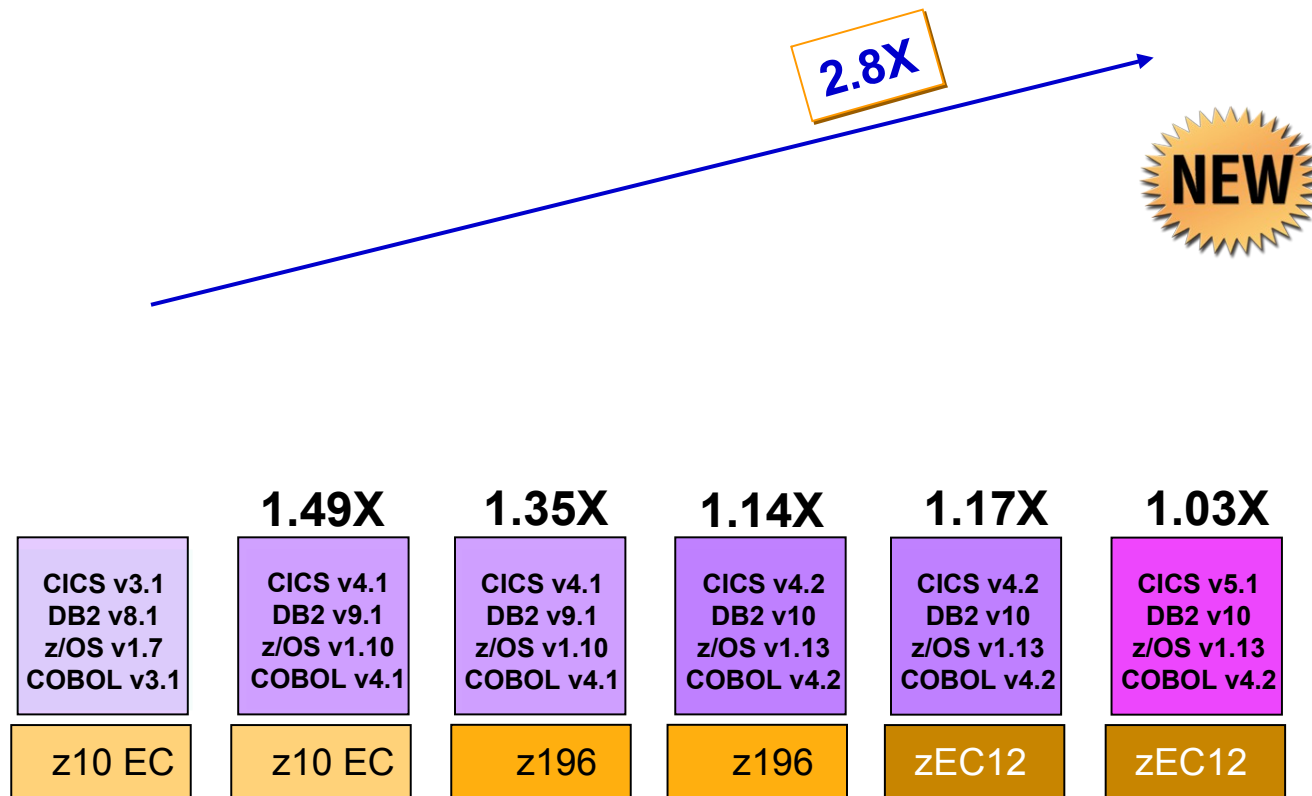 2.8X
NEW
1.49X
1.35X
1.14X
1.17X
1.03X
CICS v3.1
DB2 v8.1
z/OS v1.7
COBOL v3.1
CICS v4.1
DB2 v9.1
z/OS v1.10
COBOL v4.1
CICS v4.1
DB2 v9.1
z/OS v1.10
COBOL v4.1
CICS v4.2
DB2 v10
z/OS v1.13
COBOL v4.2
CICS v4.2
DB2 v10
z/OS v1.13
COBOL v4.2
CICS v5.1
DB2 v10
z/OS v1.13
COBOL v4.2
z10 EC
z10 EC
z196
z196
zEC12
zEC12